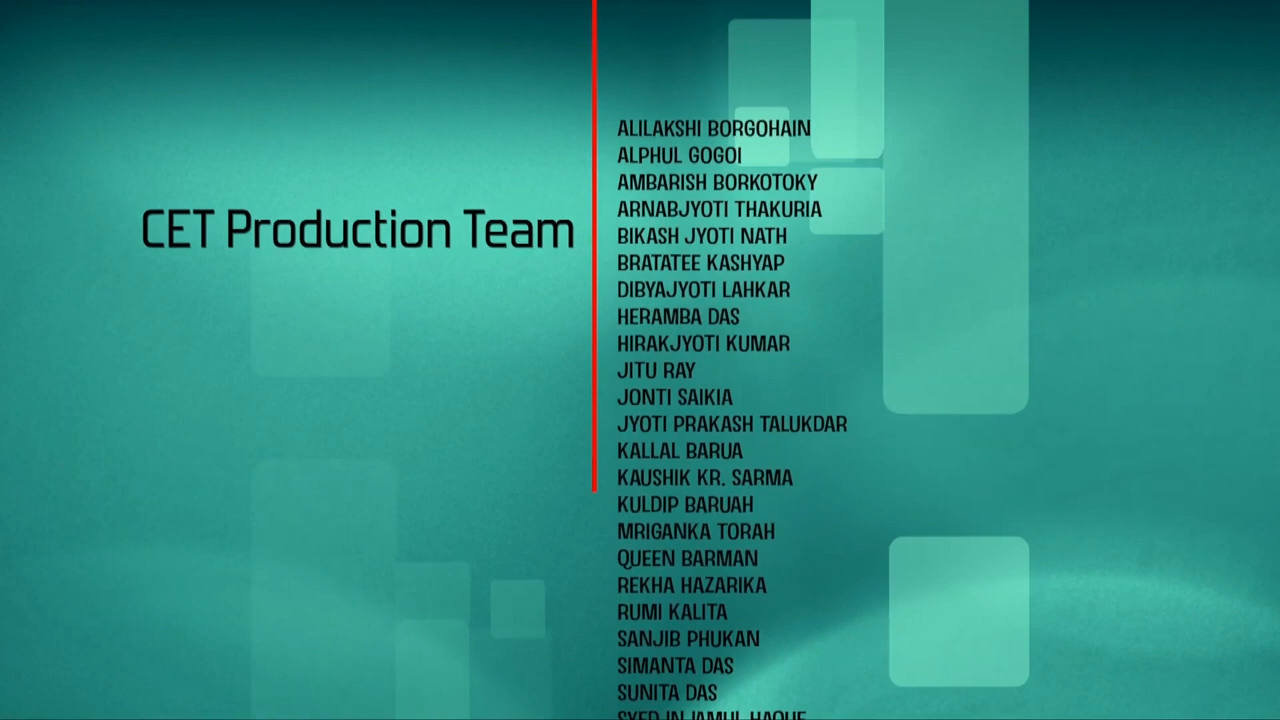 CET Production Team
ALILAKSHI BORGOHAIN
ALPHUL GOGOI
AMBARISH BORKOTOKY
ARNABJYOTI THAKURIA
BIKASH JYOTI NATH
BRATATEE KASHYAP
DIBYAJYOTI LAHKAR
HERAMBA DAS
HIRAKJYOTI KUMAR
JITU RAY
JONTI SAIKIA
JYOTI PRAKASH TALUKDAR
KALLAL BARUA
KAUSHIK KR. SARMA
KULDIP BARUAH
MRIGANKA TORAH
QUEEN BARMAN
REKHA HAZARIKA
RUMI KALITA
SANJIB PHUKAN
SIMANTA DAS
SUNITA DAS
SYED